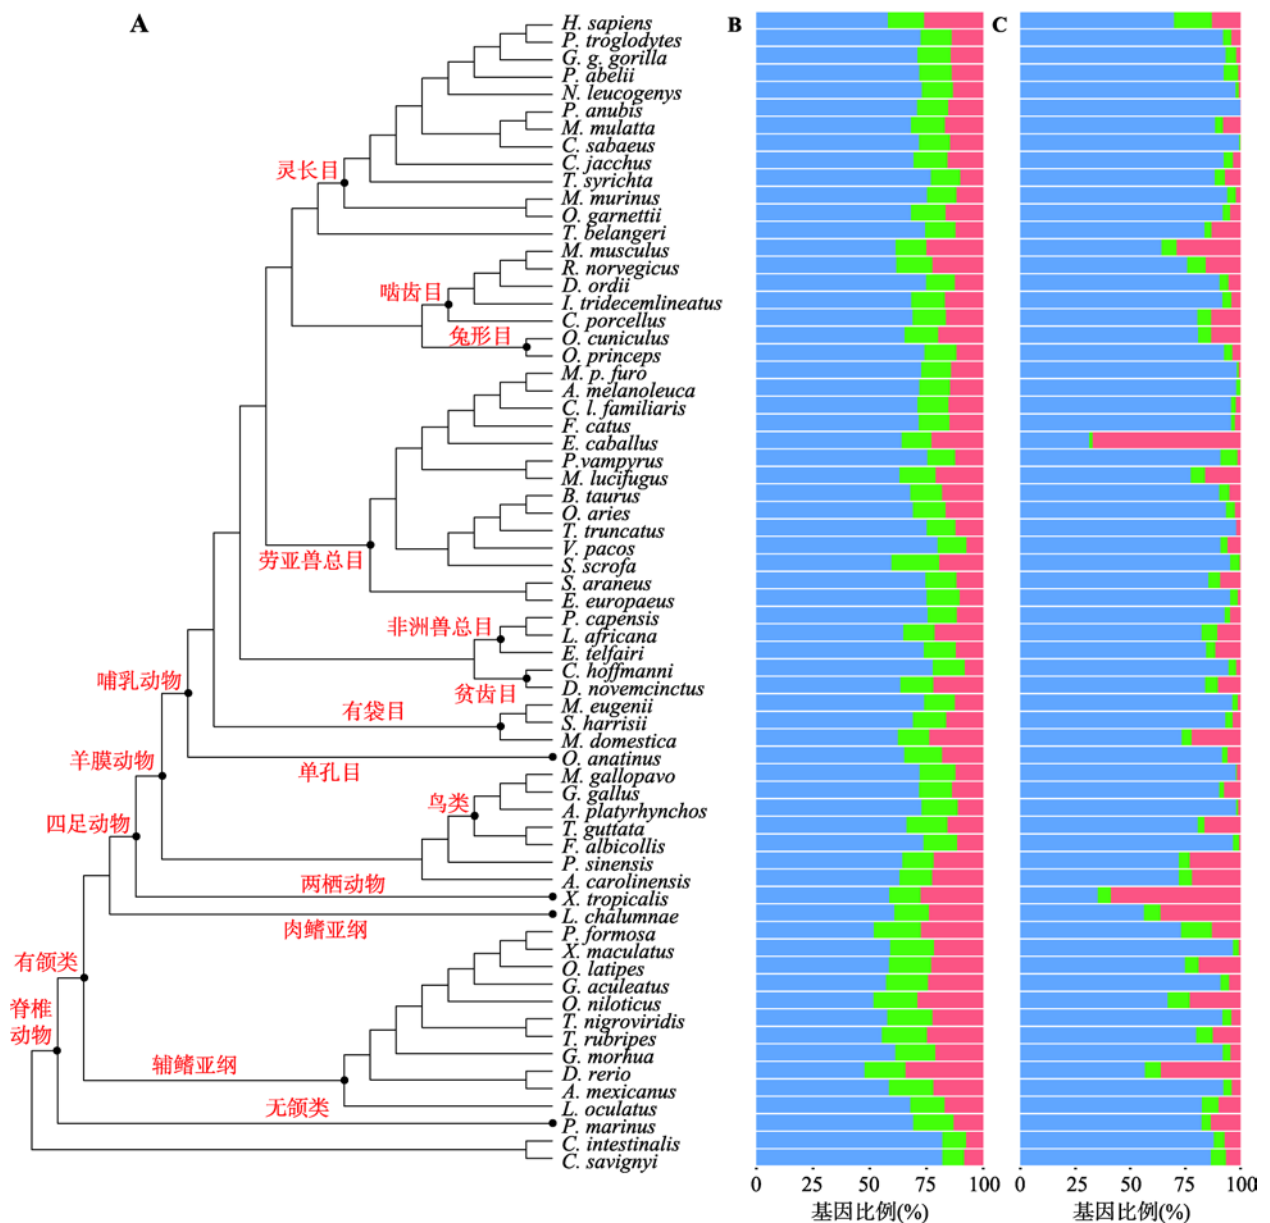 A
B
C
H. sapiens
P. troglodytes
G. g. gorilla
P. abelii
N. leucogenys
P. anubis
M. mulatta
C. sabaeus
C. jacchus
灵长目
T. syrichta
M. murinus
O. garnettii
T. belangeri
M. musculus
R. norvegicus
D. ordii
啮齿目
I. tridecemlineatus
C. porcellus
兔形目
O. cuniculus
O. princeps
M. p. furo
A. melanoleuca
C. l. familiaris
F. catus
E. caballus
P.vampyrus
M. lucifugus
B. taurus
O. aries
T. truncatus
V. pacos
劳亚兽总目
S. scrofa
S. araneus
E. europaeus
P. capensis
非洲兽总目
L. africana
E. telfairi
C. hoffmanni
哺乳动物
贫齿目
D. novemcinctus
M. eugenii
有袋目
S. harrisii
M. domestica
羊膜动物
O. anatinus
单孔目
M. gallopavo
G. gallus
鸟类
A. platyrhynchos
四足动物
T. guttata
F. albicollis
P. sinensis
两栖动物
A. carolinensis
X. tropicalis
L. chalumnae
肉鳍亚纲
P. formosa
X. maculatus
有颌类
O. latipes
G. aculeatus
O. niloticus
脊椎
动物
T. nigroviridis
T. rubripes
G. morhua
辅鳍亚纲
D. rerio
A. mexicanus
无颌类
L. oculatus
P. marinus
C. intestinalis
C. savignyi
0 25 50 75 100
0 25 50 75 100
基因比例(%)
基因比例(%)